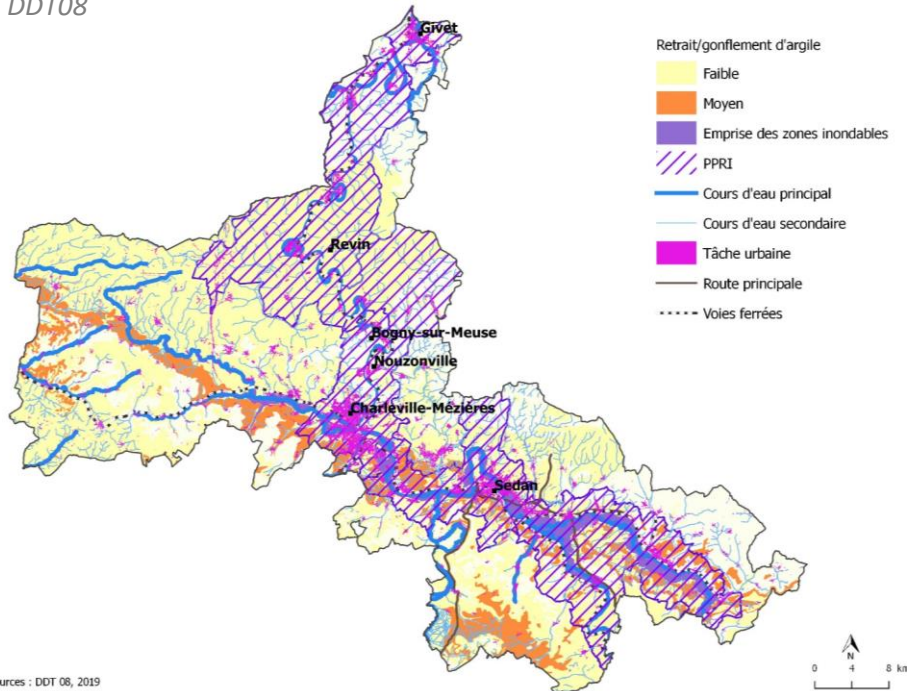 DDT08
Givet
Retrait/gonflement d'argile
Faible
Moyen
Emprise des zones inondables
PPRI
Cours d'eau principal
Cours d'eau secondaire
Tâche urbaine
Route principale
Voies ferrées
Revin
Bogny-sur-Meuse
Nouzonville
Charleville-Mézières
Sedan
N
0 4 8 km
ources : DDT 08, 2019